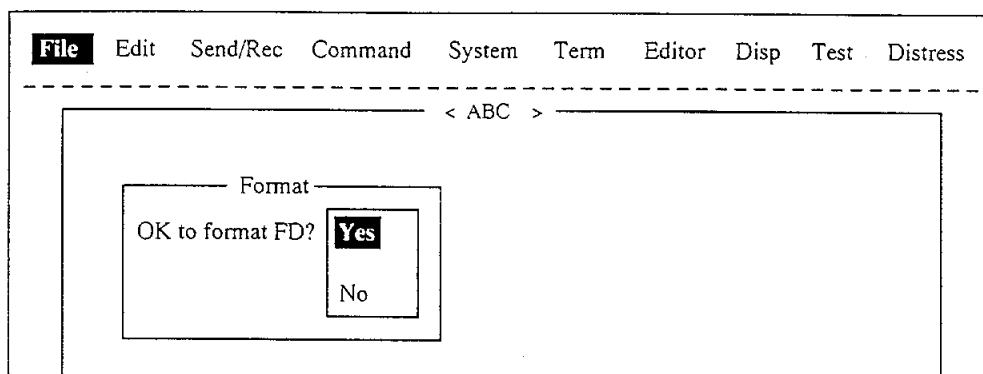 File Edit Send/Rec Command System Term Editor Disp Test Distress
< ABC >
Format
OK to format FD? Yes
No